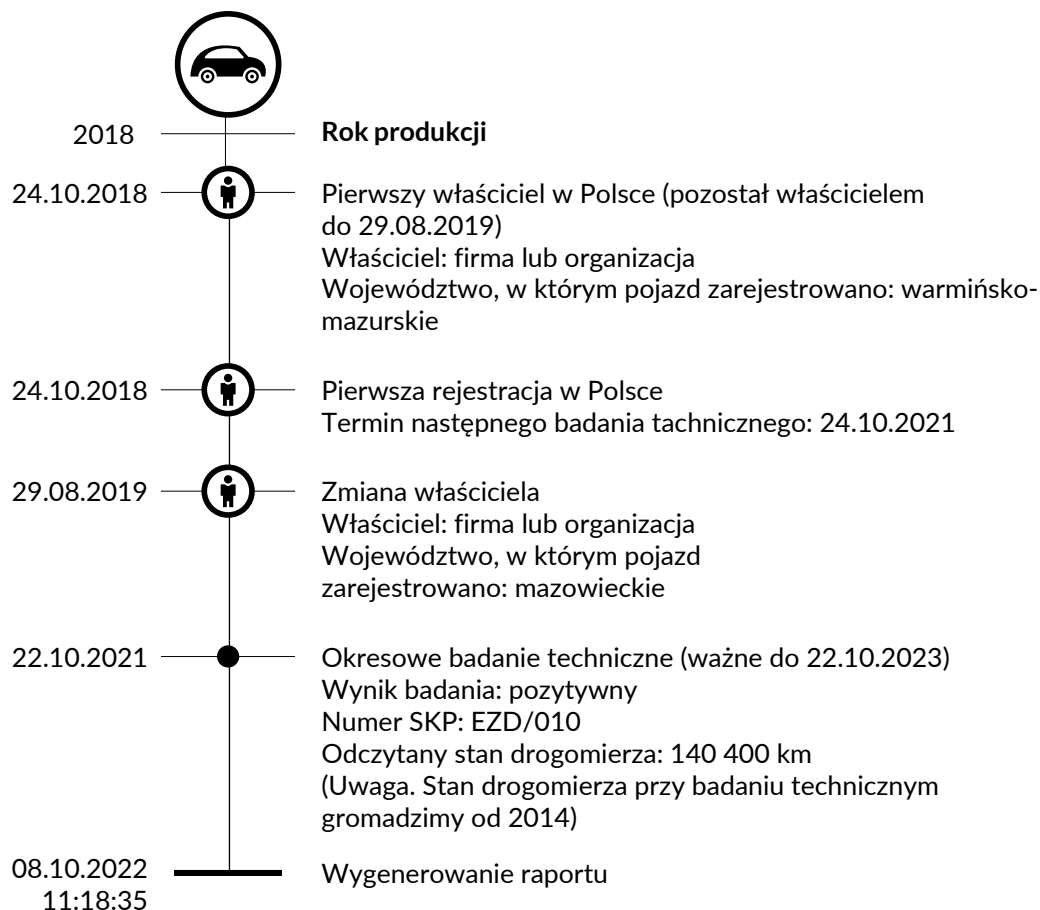 2018
Rok produkcji
24.10.2018
Pierwszy właściciel w Polsce (pozostał właścicielem
do 29.08.2019)
Właściciel: firma lub organizacja
Województwo, w którym pojazd zarejestrowano: warmińsko-
mazurskie
24.10.2018
Pierwsza rejestracja w Polsce
Termin następnego badania tachnicznego: 24.10.2021
29.08.2019
Zmiana właściciela
Właściciel: firma lub organizacja
Województwo, w którym pojazd
zarejestrowano: mazowieckie
22.10.2021
Okresowe badanie techniczne (ważne do 22.10.2023)
Wynik badania: pozytywny
Numer SKP: EZD/010
Odczytany stan drogomierza: 140 400 km
(Uwaga. Stan drogomierza przy badaniu technicznym
gromadzimy od 2014)
08.10.2022
11:18:35
Wygenerowanie raportu